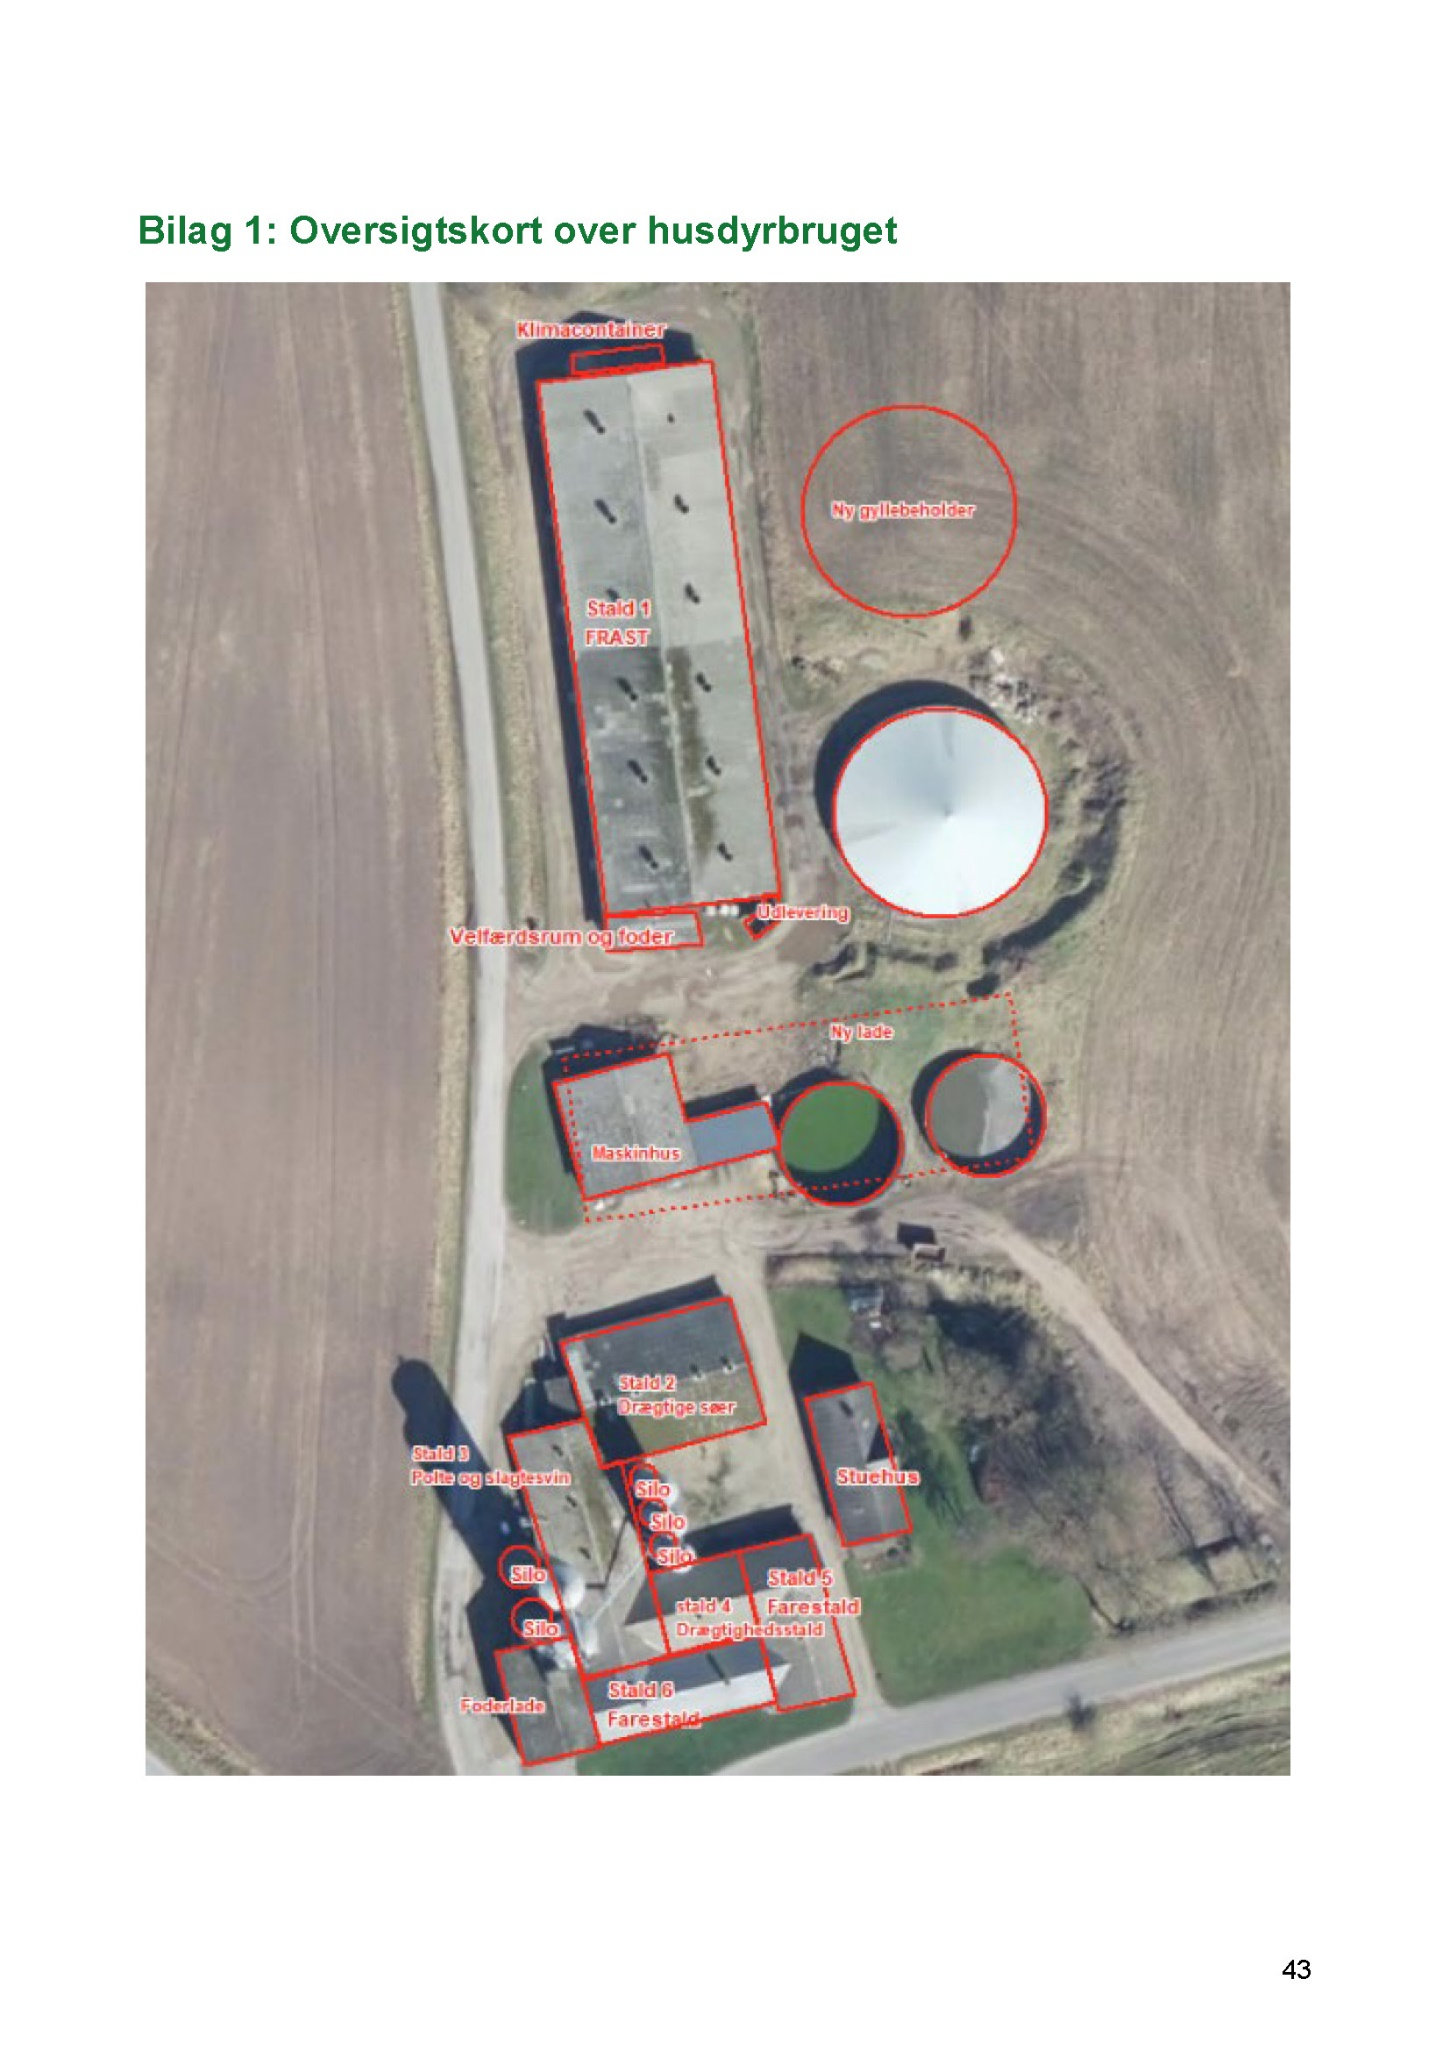 Bilag 1: Oversigtskort over husdyrbruget
Klimacontainer
Ny gyllebeholder
Stald 1
FRAST
Udlevering
Velfærdsrum og foder
Ny lade
Maskinhus
Stald 2
Drægtige søer
Stald 3
Polte og slagtesvin
Stuehus
Silo
Silo
Silo
Silo
Silo
Stald 5
Farestald
stald 4
Drægtighedsstald
Stald 6
Farestald
Foderlade
43